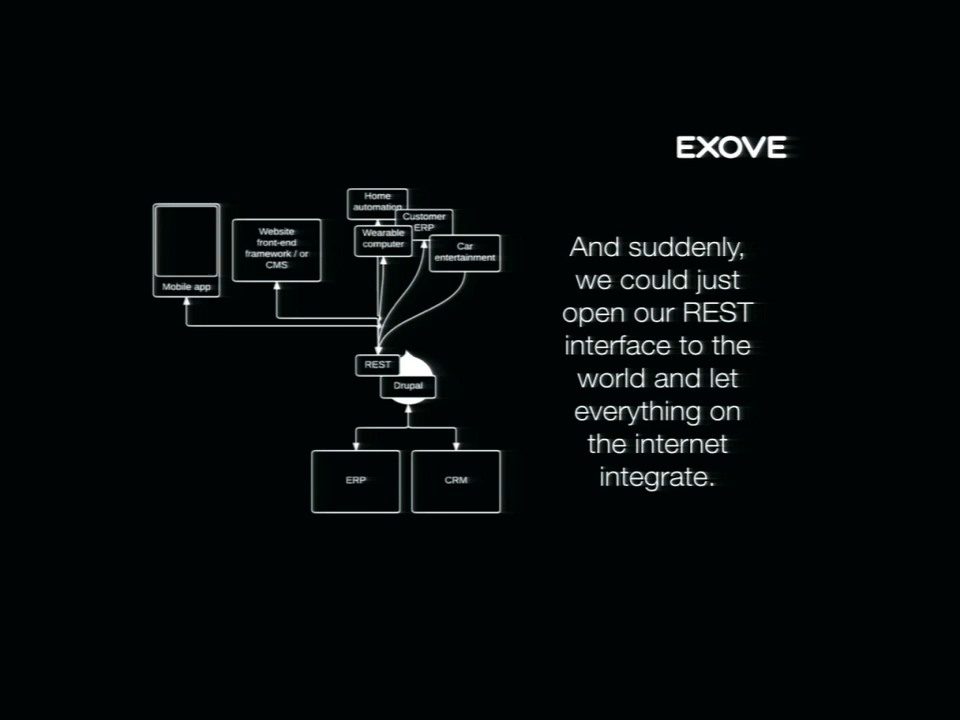 EXOVE
Home
automation
Customer
ERP
Wearable
computer
Car
entertainment
Website
front-end
framework / or
CMS
Mobile app
REST
Drupal
ERP
CRM
And suddenly,
we could just
open our REST
interface to the
world and let
everything on
the internet
integrate.